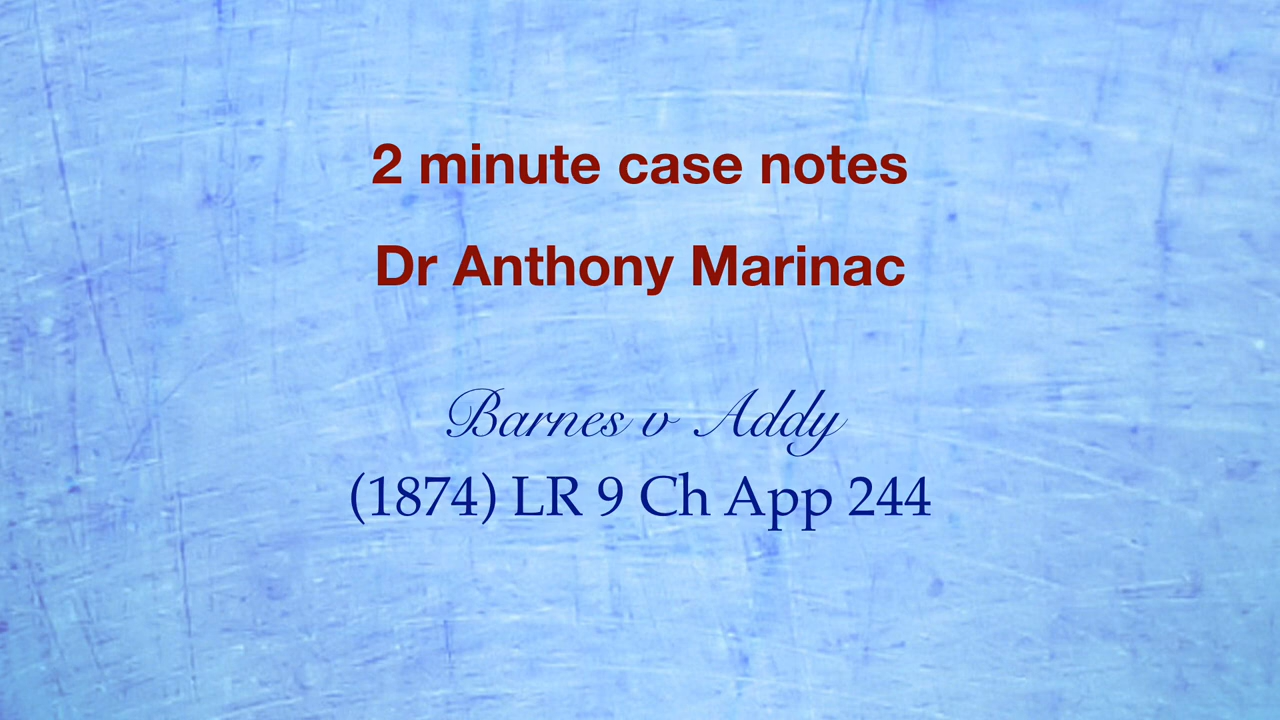 2 minute case notes
Dr Anthony Marinac
Barnes v Addy
(1874) LR 9 Ch App 244